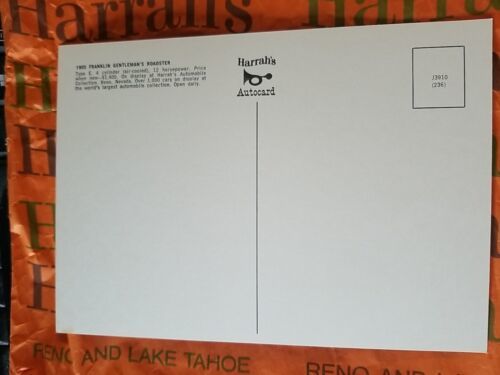 Harrah's
1905 FRANKLIN GENTLEMAN'S ROADSTER
Type E, 4 cylinder (air-cooled), 12 horsepower. Price
when new—$1,400. On display at Harrah's Automobile
Collection, Reno, Nevada. Over 1,000 cars on display at
the world's largest automobile collection. Open daily.
Harrah's
Autocard
J3910
(236)
RENO AND LAKE TAHOE
RENO AND LAKE